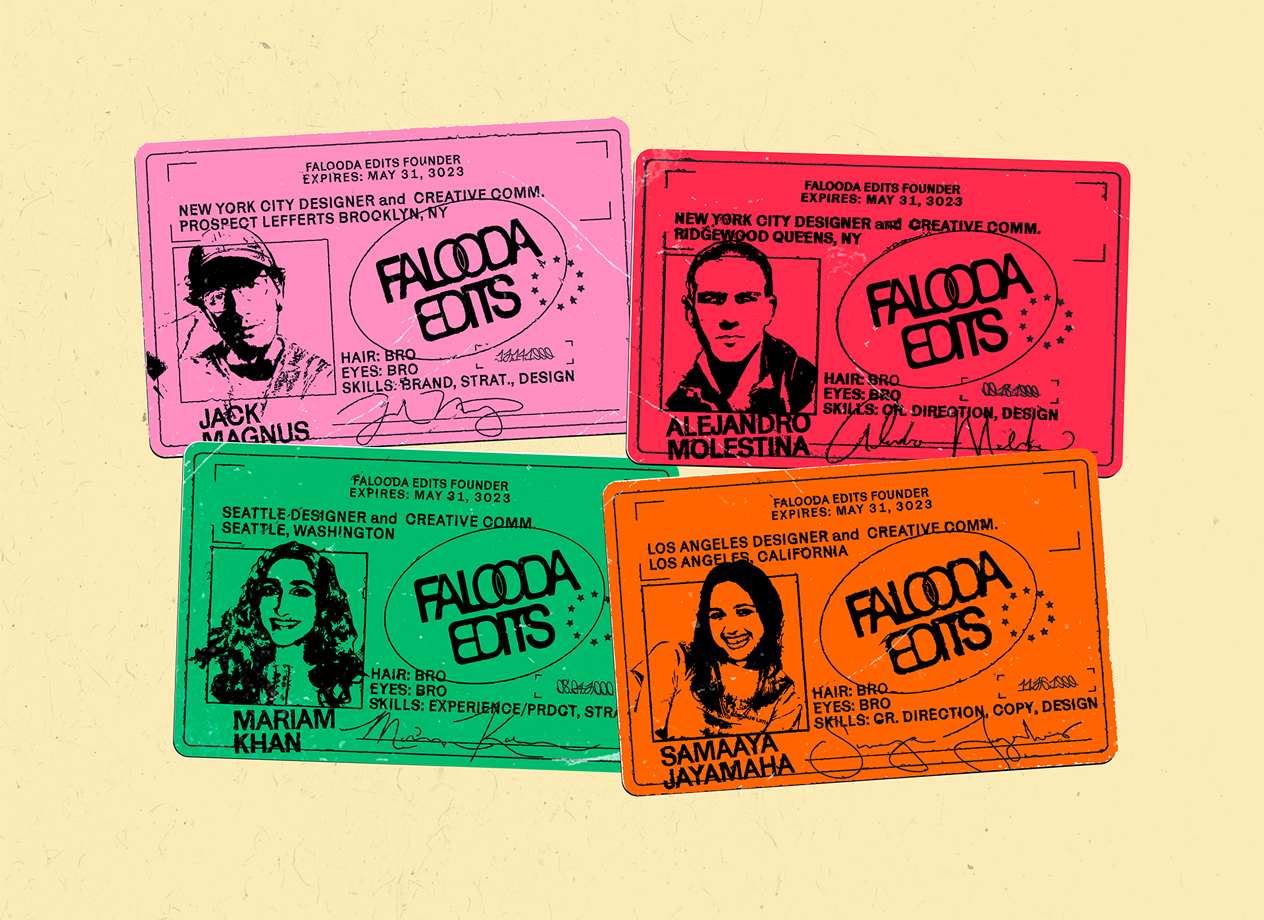 FALOODA EDITS FOUNDER
EXPIRES: MAY 31, 3023
NEW YORK CITY DESIGNER and CREATIVE COMM.
PROSPECT LEFFERTS BROOKLYN, NY
FALOODA
EDITS
HAIR: BRO
EYES: BRO
SKILLS: BRAND, STRAT., DESIGN
JACK
MAGNUS
FALOODA EDITS FOUNDER
EXPIRES: MAY 31, 3023
NEW YORK CITY DESIGNER and CREATIVE COMM.
RIDGEWOOD QUEENS, NY
FALOODA
EDITS
HAIR: BRO
EYES: BRO
SKILLS: CR. DIRECTION, DESIGN
ALEJANDRO
MOLESTINA
FALOODA EDITS FOUNDER
EXPIRES: MAY 31, 3023
SEATTLE DESIGNER and CREATIVE COMM.
SEATTLE, WASHINGTON
FALOODA
EDITS
HAIR: BRO
EYES: BRO
SKILLS: EXPERIENCE/PRDCT, STRA
MARIAM
KHAN
FALOODA EDITS FOUNDER
EXPIRES: MAY 31, 3023
LOS ANGELES DESIGNER and CREATIVE COMM.
LOS ANGELES, CALIFORNIA
FALOODA
EDITS
HAIR: BRO
EYES: BRO
SKILLS: CR. DIRECTION, COPY, DESIGN
SAMAAYA
JAYAMAHA